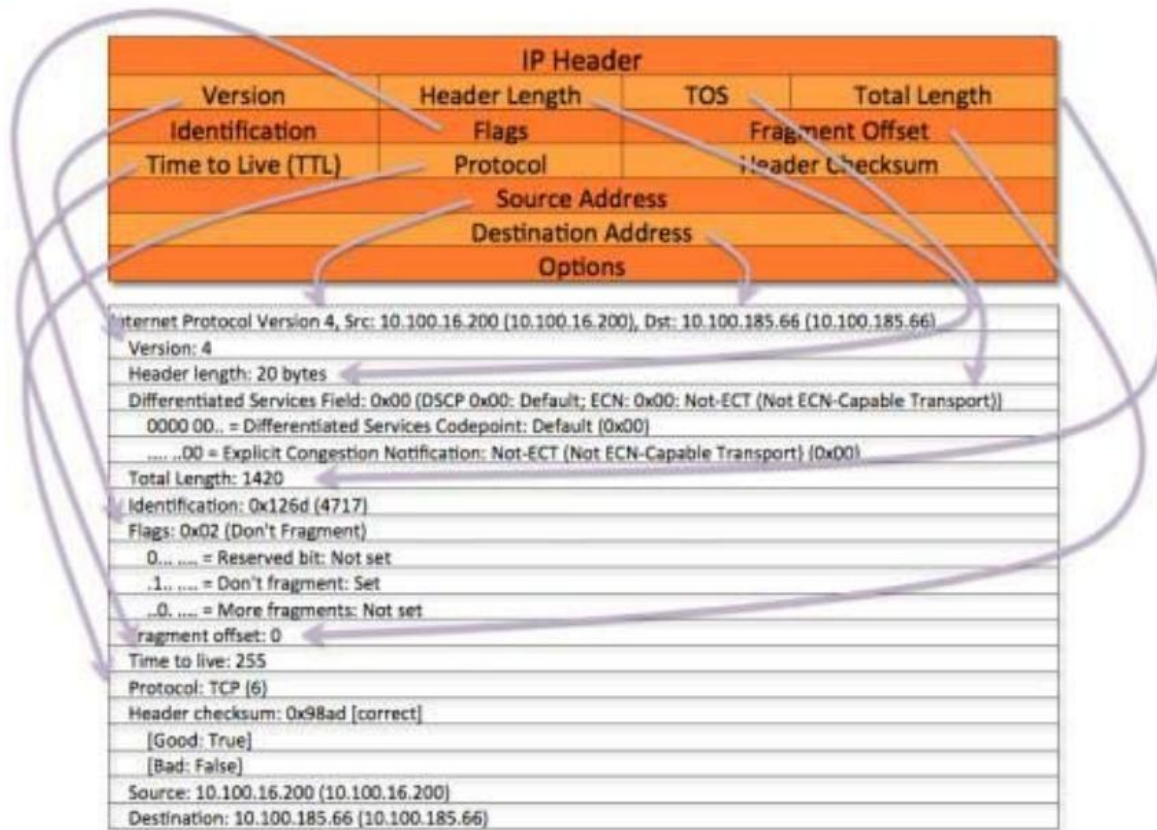 IP Header
Version Header Length TOS Total Length
Identification Flags Fragment Offset
Time to Live (TTL) Protocol Header Checksum
Source Address
Destination Address
Options
Internet Protocol Version 4, Src: 10.100.16.200 (10.100.16.200), Dst: 10.100.185.66 (10.100.185.66)
Version: 4
Header length: 20 bytes
Differentiated Services Field: 0x00 (DSCP 0x00: Default; ECN: 0x00: Not-ECT (Not ECN-Capable Transport))
0000 00.. = Differentiated Services Codepoint: Default (0x00)
.... ..00 = Explicit Congestion Notification: Not-ECT (Not ECN-Capable Transport) (0x00)
Total Length: 1420
Identification: 0x126d (4717)
Flags: 0x02 (Don't Fragment)
0... .... = Reserved bit: Not set
.1.. .... = Don't fragment: Set
..0. .... = More fragments: Not set
Fragment offset: 0
Time to live: 255
Protocol: TCP (6)
Header checksum: 0x98ad [correct]
[Good: True]
[Bad: False]
Source: 10.100.16.200 (10.100.16.200)
Destination: 10.100.185.66 (10.100.185.66)